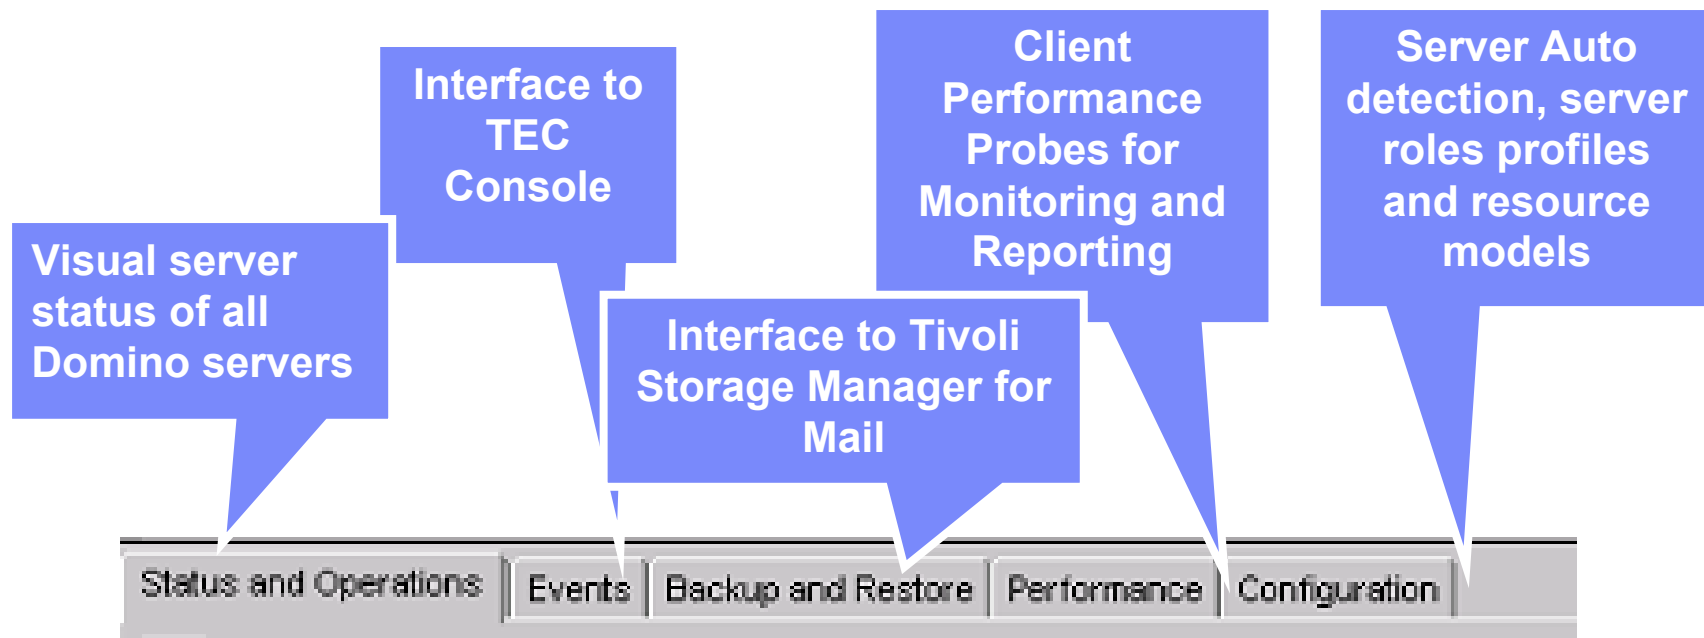 Visual server
status of all
Domino servers
Interface to
TEC
Console
Interface to Tivoli
Storage Manager for
Mail
Client
Performance
Probes for
Monitoring and
Reporting
Server Auto
detection, server
roles profiles
and resource
models
Status and Operations
Events
Backup and Restore
Performance
Configuration